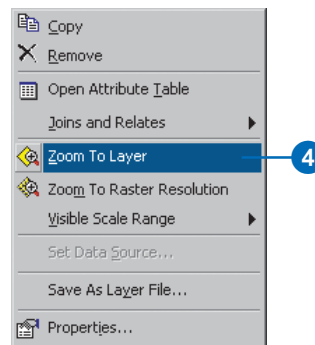 Copy
Remove
Open Attribute Table
Joins and Relates
Zoom To Layer
4
Zoom To Raster Resolution
Visible Scale Range
Set Data Source...
Save As Layer File...
Properties...